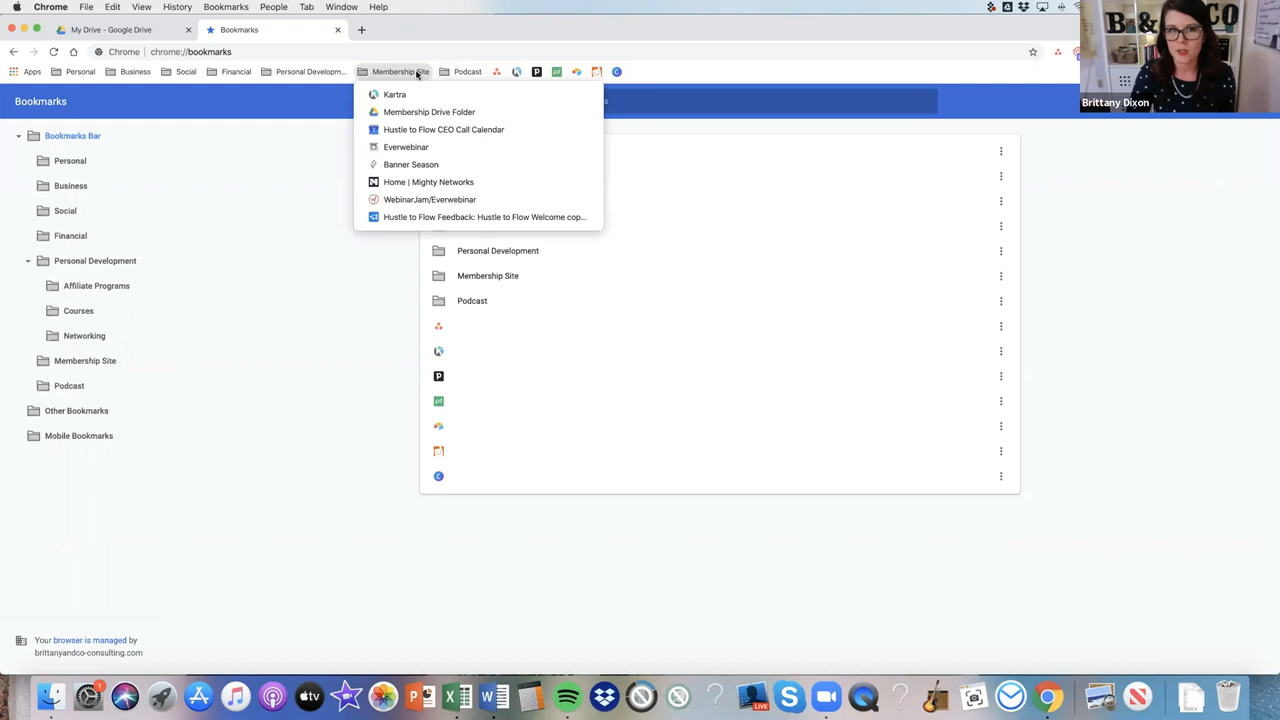 Chrome File Edit View History Bookmarks People Tab Window Help
My Drive - Google Drive Bookmarks
Chrome chrome://bookmarks
Apps Personal Business Social Financial Personal Developm... Membership Site Podcast
Bookmarks
Kartra
Membership Drive Folder
Hustle to Flow CEO Call Calendar
Everwebinar
Banner Season
Home | Mighty Networks
WebinarJam/Everwebinar
Hustle to Flow Feedback: Hustle to Flow Welcome cop...
Bookmarks Bar
Personal
Business
Social
Financial
Personal Development
Affiliate Programs
Courses
Networking
Membership Site
Podcast
Other Bookmarks
Mobile Bookmarks
Personal Development
Membership Site
Podcast
Your browser is managed by
brittanyandco-consulting.com
B & CO
Brittany Dixon
tv
LIVE